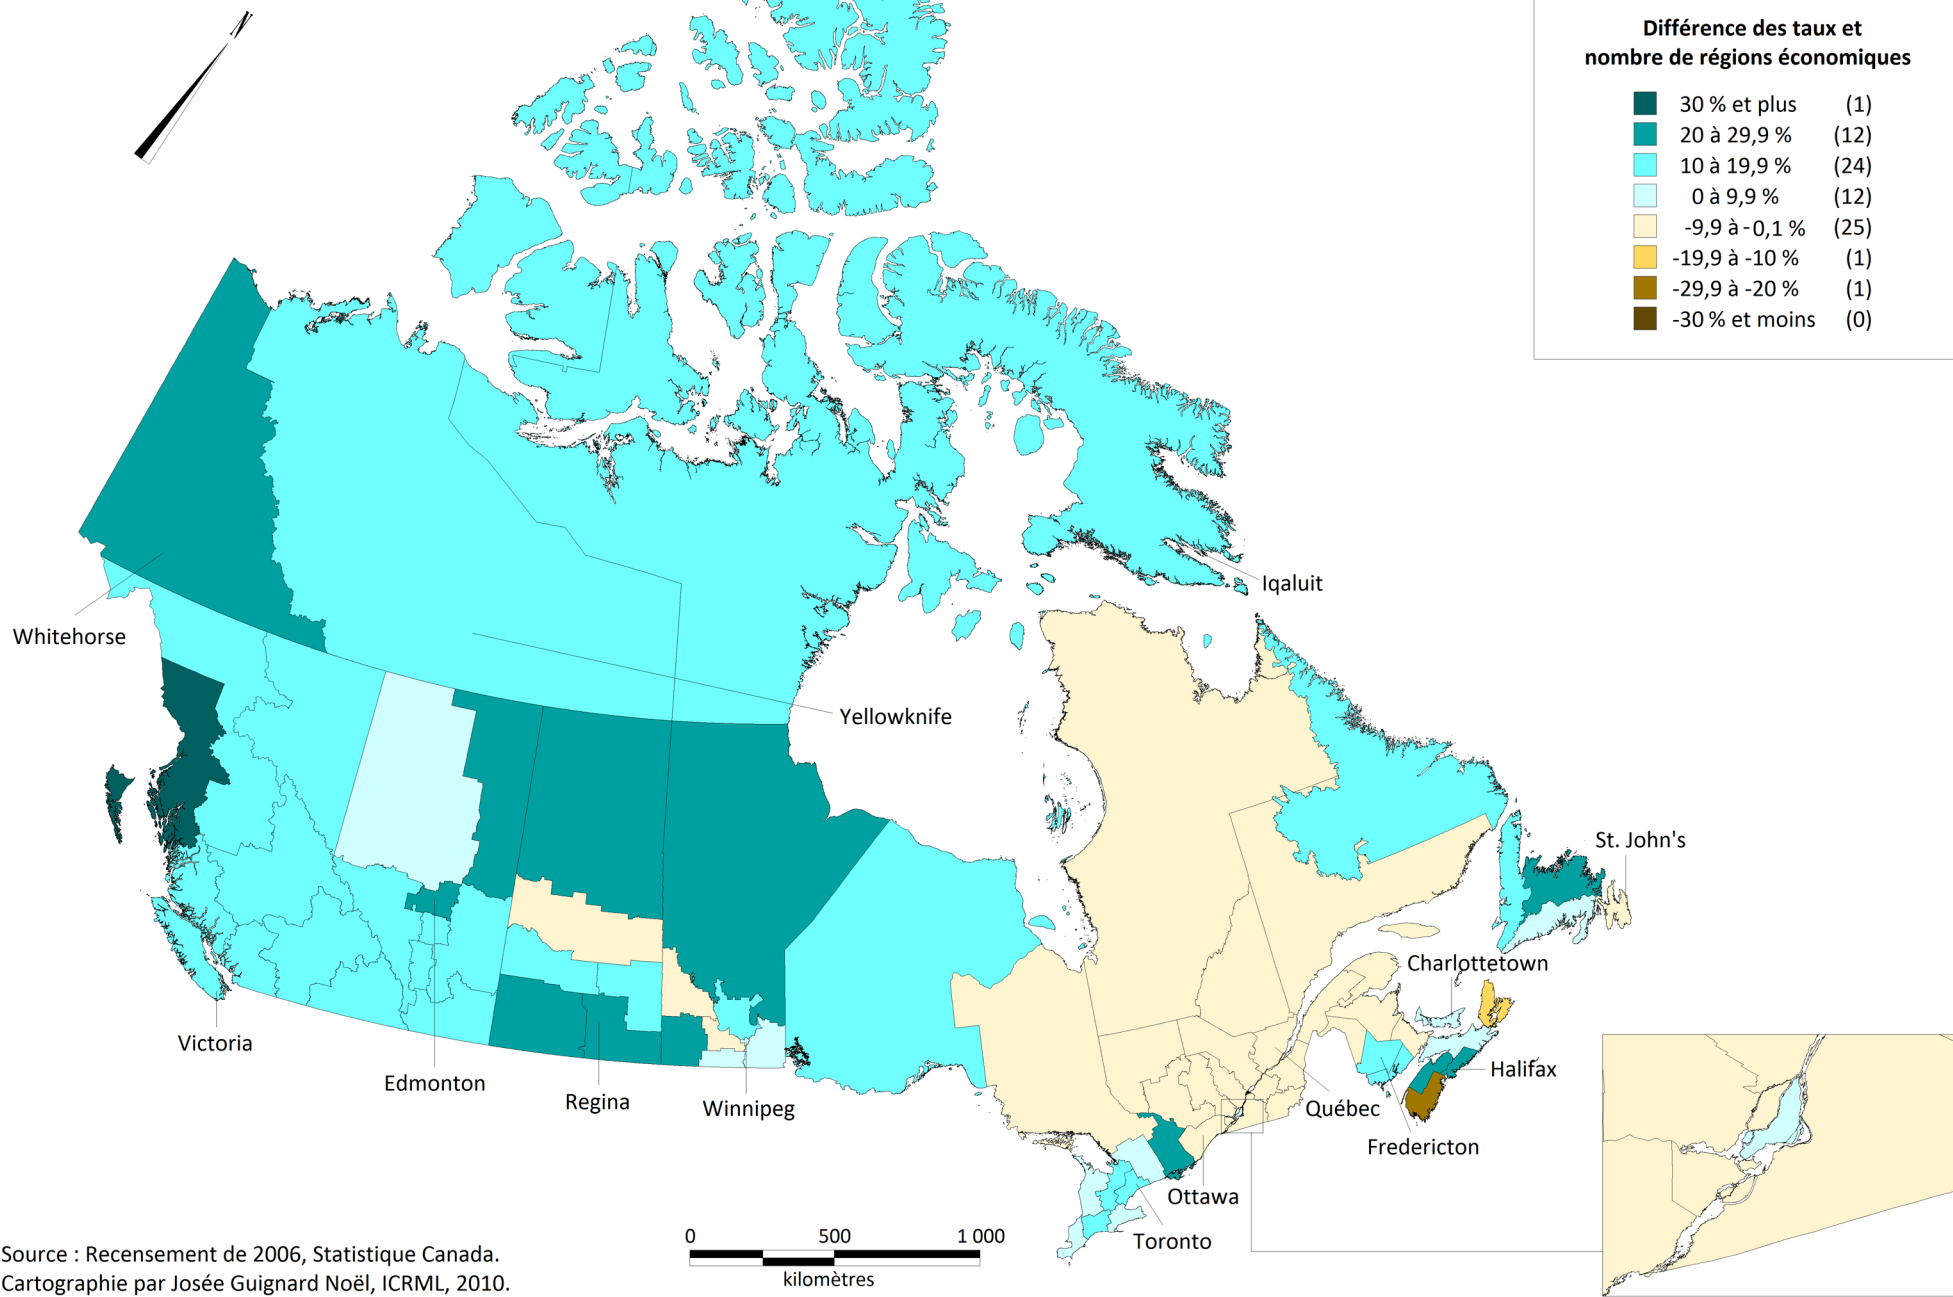 Différence des taux et
nombre de régions économiques
30 % et plus (1)
20 à 29,9 % (12)
10 à 19,9 % (24)
0 à 9,9 % (12)
-9,9 à -0,1 % (25)
-19,9 à -10 % (1)
-29,9 à -20 % (1)
-30 % et moins (0)
Iqaluit
Whitehorse
Yellowknife
St. John's
Charlottetown
Victoria
Halifax
Edmonton
Regina
Winnipeg
Québec
Fredericton
Ottawa
Toronto
0 500 1 000
kilomètres
Source : Recensement de 2006, Statistique Canada.
Cartographie par Josée Guignard Noël, ICRML, 2010.